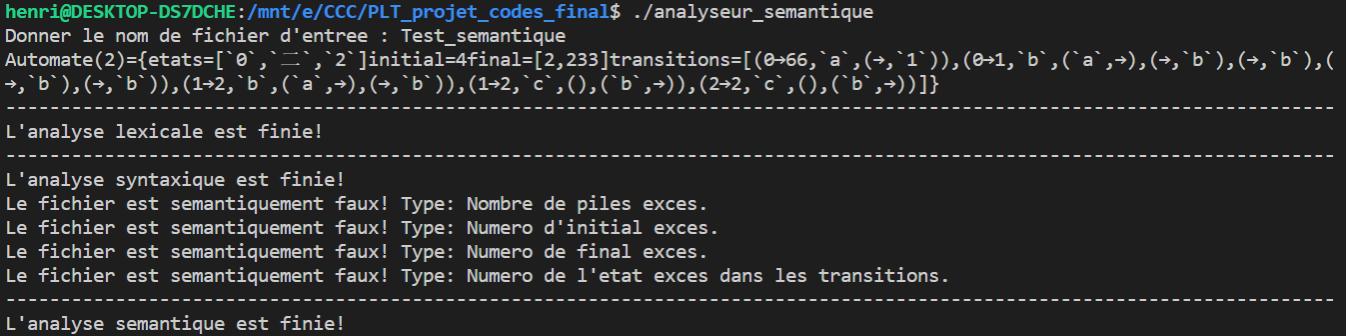 henri@DESKTOP-DS7DCHE:/mnt/e/CCC/PLT_projet_codes_final$ ./analyseur_semantique
Donner le nom de fichier d'entree : Test_semantique
Automate(2)={etats=[`0`,`二`,`2`]initial=4final=[2,233]transitions=[(0→66,`a`,(→,`1`)),(0→1,`b`,(`a`,→),(→,`b`),(→,`b`),(
→,`b`),(→,`b`)),(1→2,`b`,(`a`,→),(→,`b`)),(1→2,`c`,(),(`b`,→)),(2→2,`c`,(),(`b`,→))]}
------------------------------------------------------------------------------------------------------------------------
L'analyse lexicale est finie!
------------------------------------------------------------------------------------------------------------------------
L'analyse syntaxique est finie!
Le fichier est semantiquement faux! Type: Nombre de piles exces.
Le fichier est semantiquement faux! Type: Numero d'initial exces.
Le fichier est semantiquement faux! Type: Numero de final exces.
Le fichier est semantiquement faux! Type: Numero de l'etat exces dans les transitions.
------------------------------------------------------------------------------------------------------------------------
L'analyse semantique est finie!